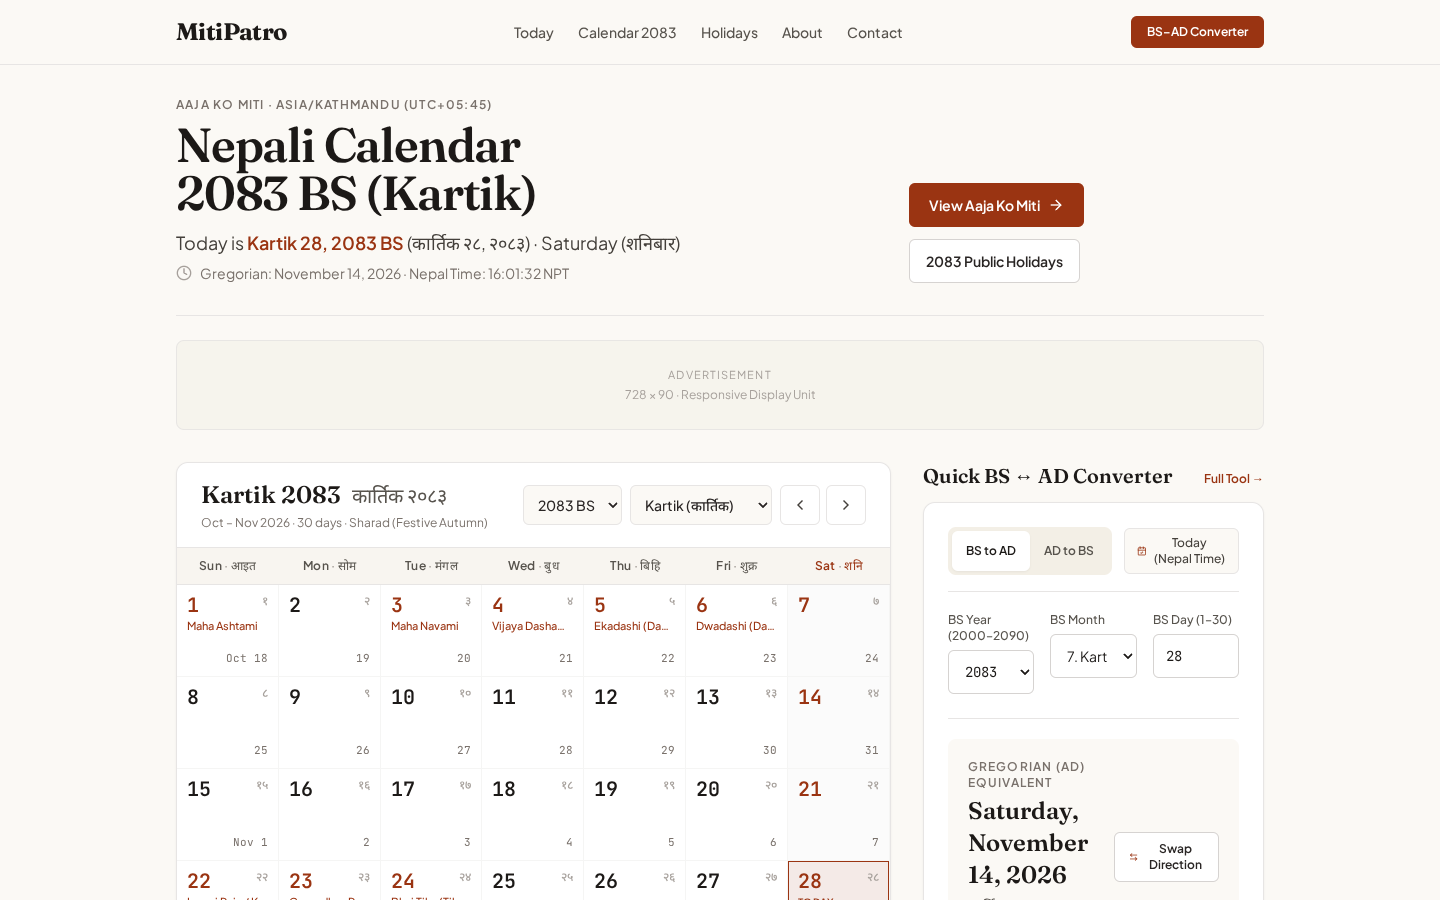 MitiPatro
Today
Calendar 2083
Holidays
About
Contact
BS–AD Converter
AAJA KO MITI · ASIA/KATHMANDU (UTC+05:45)
Nepali Calendar
2083 BS (Kartik)
Today is Kartik 28, 2083 BS (कार्तिक २८, २०८३) · Saturday (शनिबार)
Gregorian: November 14, 2026 · Nepal Time: 16:01:32 NPT
View Aaja Ko Miti →
2083 Public Holidays
ADVERTISEMENT
728 × 90 · Responsive Display Unit
Kartik 2083 कार्तिक २०८३
Oct – Nov 2026 · 30 days · Sharad (Festive Autumn)
2083 BS
Kartik (कार्तिक)
Sun · आइत Mon · सोम Tue · मंगल Wed · बुध Thu · बिहि Fri · शुक्र Sat · शनि
1 १ 2 २ 3 ३ 4 ४ 5 ५ 6 ६ 7 ७
Maha Ashtami Maha Navami Vijaya Dasha… Ekadashi (Da… Dwadashi (Da…
Oct 18 19 20 21 22 23 24
8 ८ 9 ९ 10 १० 11 ११ 12 १२ 13 १३ 14 १४
25 26 27 28 29 30 31
15 १५ 16 १६ 17 १७ 18 १८ 19 १९ 20 २० 21 २१
Nov 1 2 3 4 5 6 7
22 २२ 23 २३ 24 २४ 25 २५ 26 २६ 27 २७ 28 २८
Quick BS ↔ AD Converter
Full Tool →
BS to AD
AD to BS
Today
(Nepal Time)
BS Year
(2000–2090)
2083
BS Month
7. Kart
BS Day (1–30)
28
GREGORIAN (AD)
EQUIVALENT
Saturday,
November
14, 2026
Swap
Direction